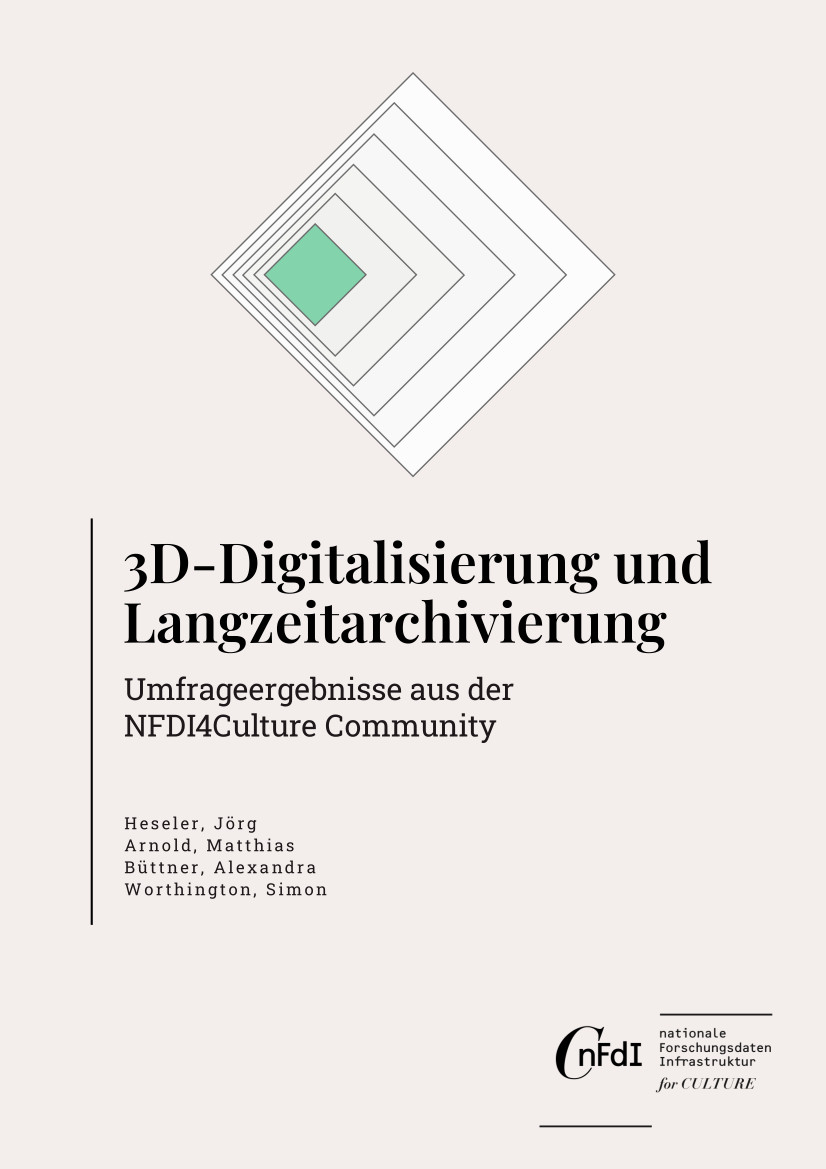 3D-Digitalisierung und
Langzeitarchivierung
Umfrageergebnisse aus der
NFDI4Culture Community
Heseler, Jörg
Arnold, Matthias
Büttner, Alexandra
Worthington, Simon
CnFdI
nationale
Forschungsdaten
Infrastruktur
for CULTURE